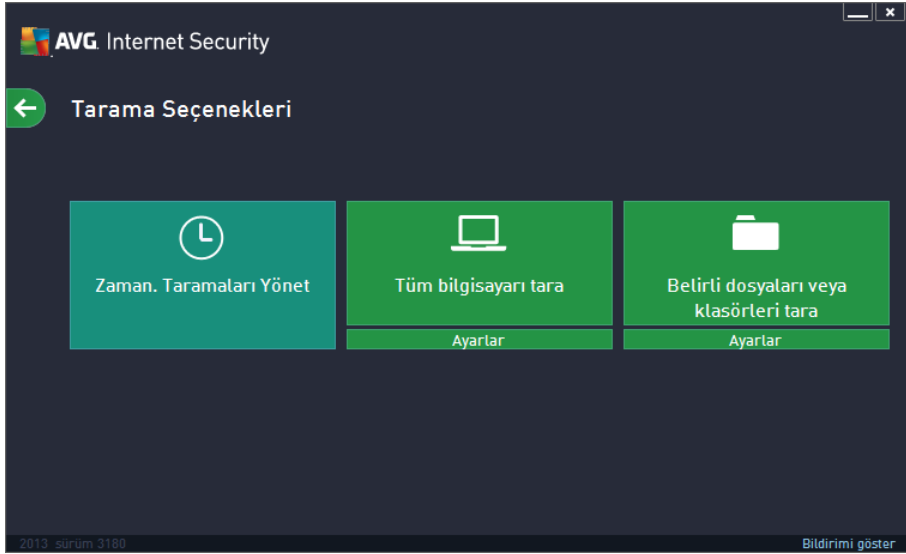 AVG. Internet Security
Tarama Seçenekleri
Zaman. Taramaları Yönet
Tüm bilgisayarı tara
Ayarlar
Belirli dosyaları veya
klasörleri tara
Ayarlar
2013 sürüm 3180
Bildirimi göster